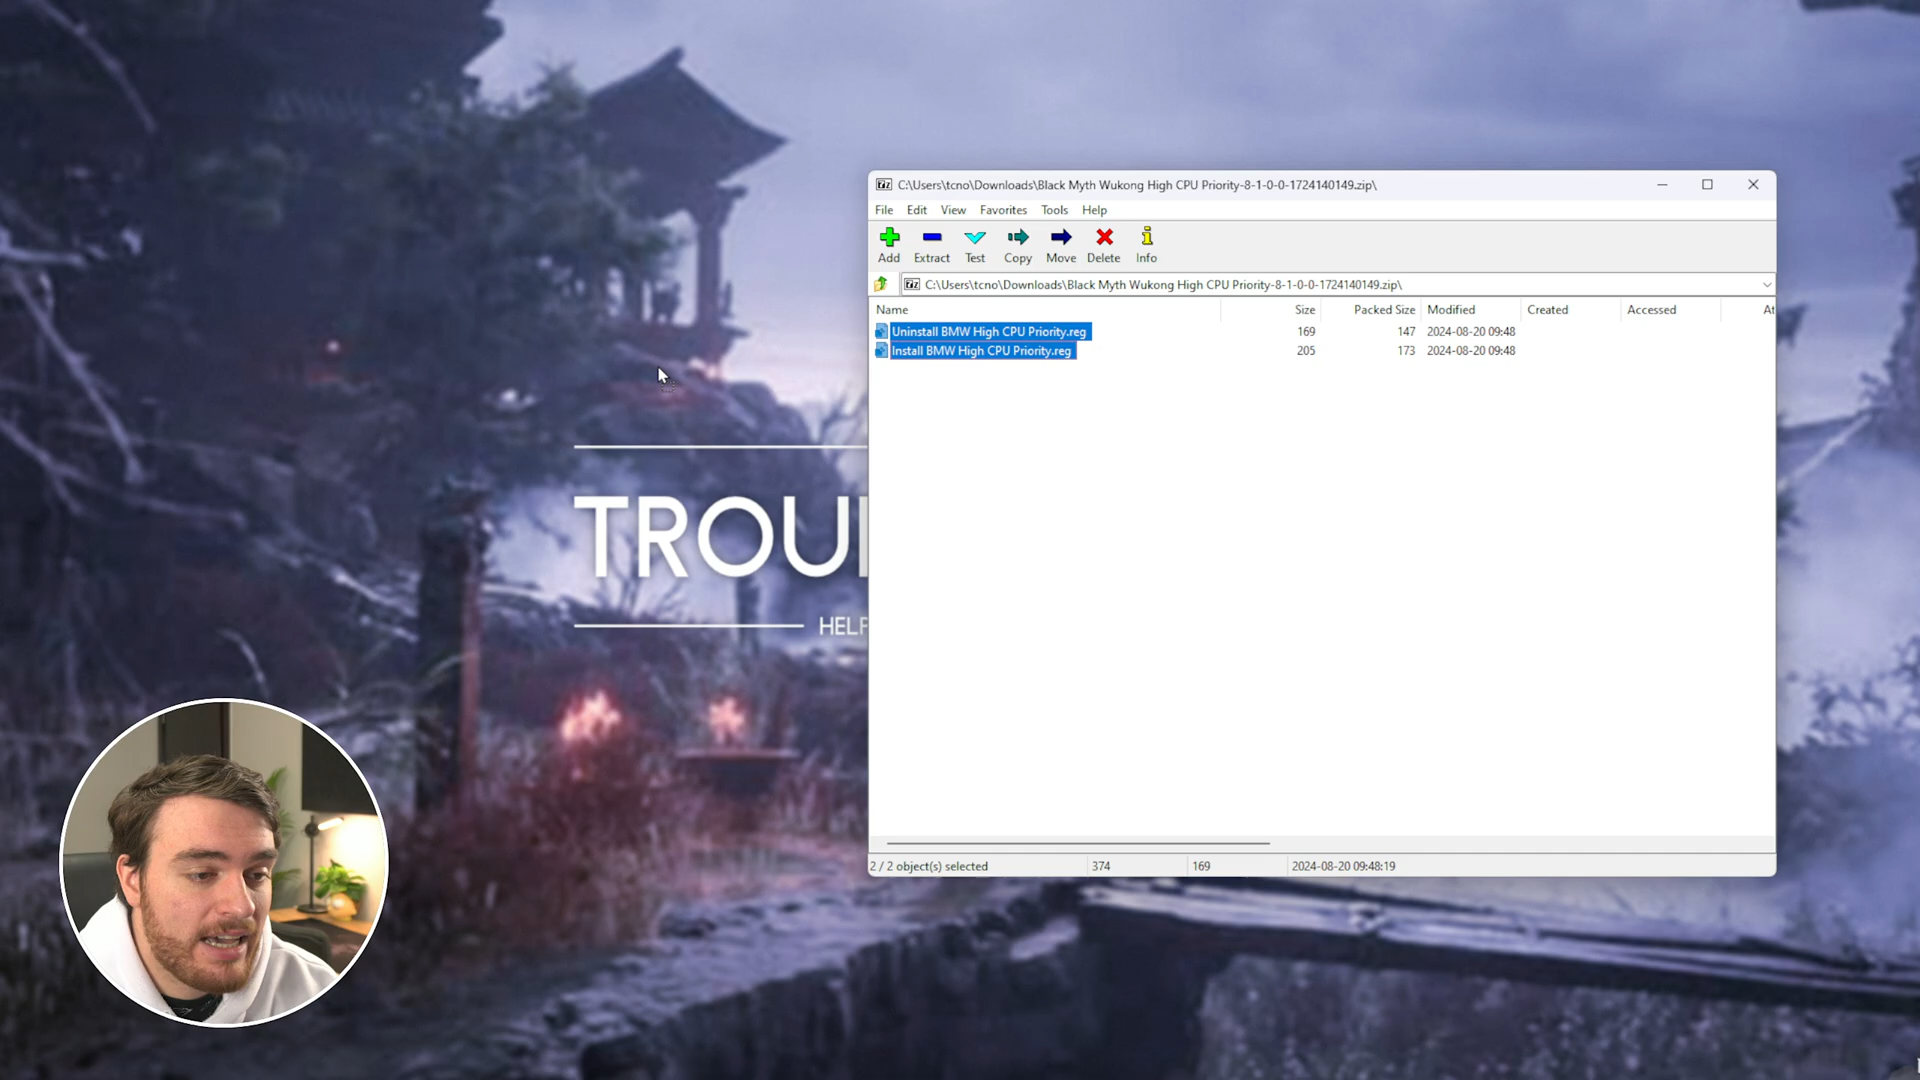 C:\Users\tcno\Downloads\Black Myth Wukong High CPU Priority-8-1-0-0-1724140149.zip\
File Edit View Favorites Tools Help
Add Extract Test Copy Move Delete Info
C:\Users\tcno\Downloads\Black Myth Wukong High CPU Priority-8-1-0-0-1724140149.zip\
Name Size Packed Size Modified Created Accessed At
Uninstall BMW High CPU Priority.reg 169 147 2024-08-20 09:48
Install BMW High CPU Priority.reg 205 173 2024-08-20 09:48
TROU
HELF
2 / 2 object(s) selected 374 169 2024-08-20 09:48:19